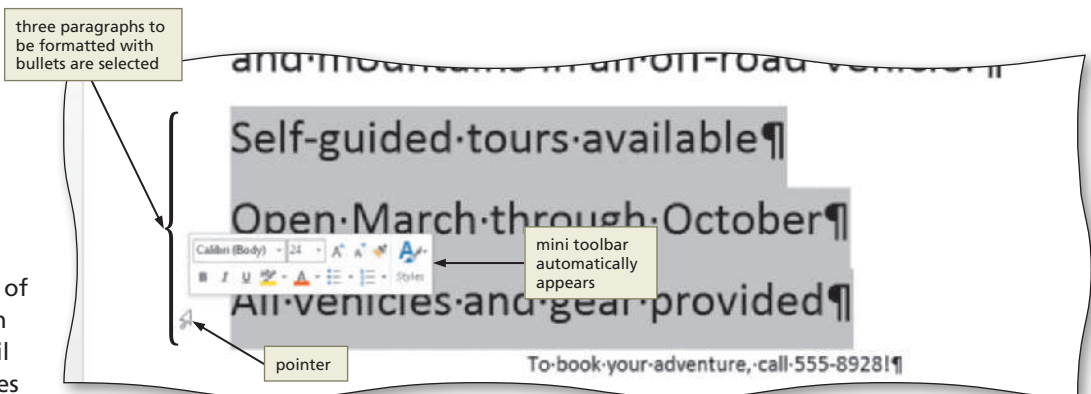 three paragraphs to
be formatted with
bullets are selected
and·mountains·in·an·off-road·vehicle.¶
Self-guided·tours·available¶
Open·March·through·October¶
Calibri (Body) 24 A A A
B I U A Styles
mini toolbar
automatically
appears
All·vehicles·and·gear·provided¶
pointer
To·book·your·adventure,·call·555-8928!¶
of
n
il
es